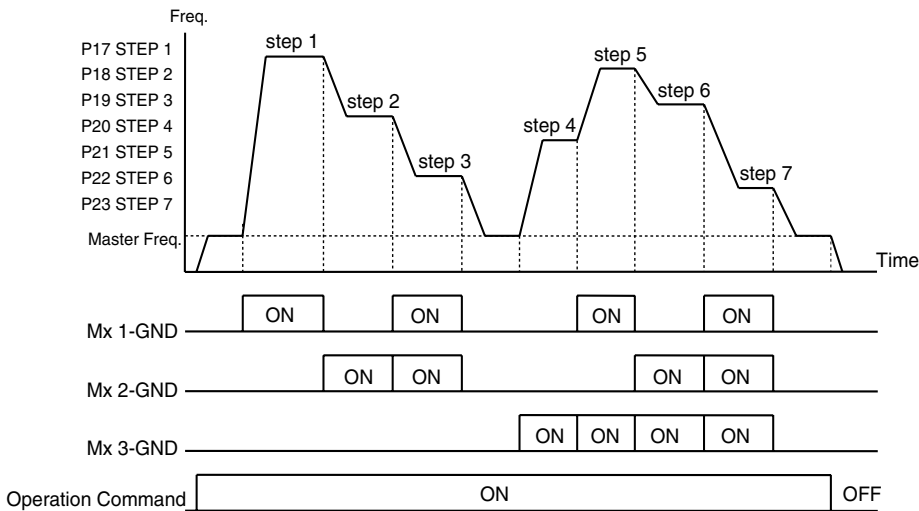 Freq.
P17 STEP 1
P18 STEP 2
P19 STEP 3
P20 STEP 4
P21 STEP 5
P22 STEP 6
P23 STEP 7
Master Freq.
step 1
step 2
step 3
step 4
step 5
step 6
step 7
Time
Mx 1-GND ON ON ON ON
Mx 2-GND ON ON ON ON
Mx 3-GND ON ON ON ON
Operation Command ON OFF